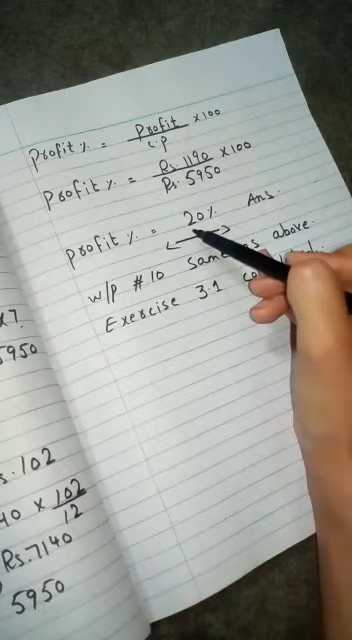 Profit % = Profit / C.P × 100
Profit % = Rs. 1190 / Rs. 5950 × 100
Profit % = 20% Ans.
w/p #10 same as above.
Exercise 3.1
× 7
5950
102
40 × 102 / 12
Rs. 7140
5950